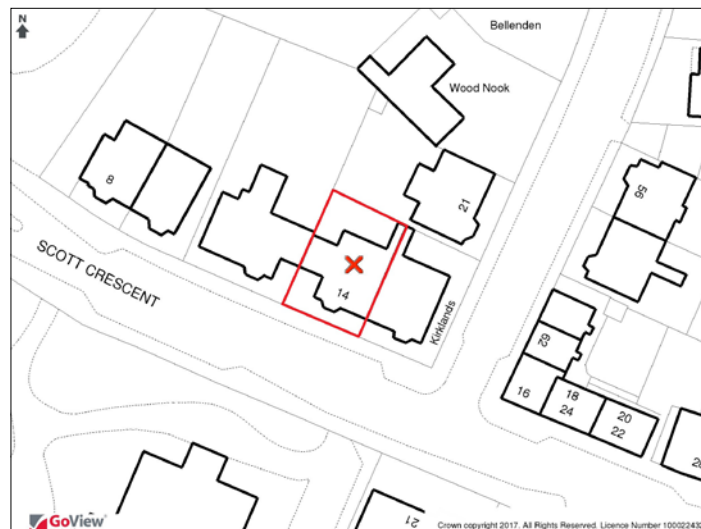 N
Bellenden
Wood Nook
8
21
56
SCOTT CRESCENT
14
Kirklands
62
16
18
24
20
22
21
GoView
Crown copyright 2017. All Rights Reserved. Licence Number